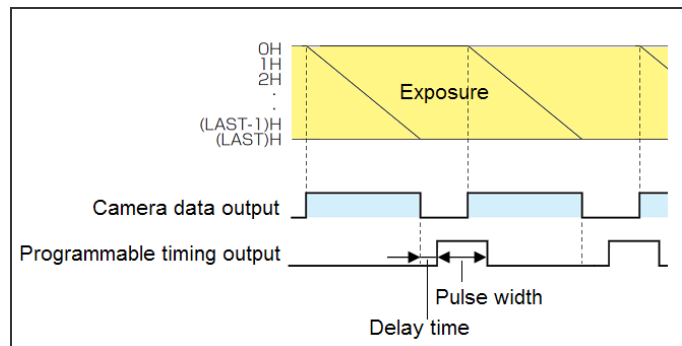 0H
1H
2H
.
.
(LAST-1)H
(LAST)H
Exposure
Camera data output
Programmable timing output
Pulse width
Delay time